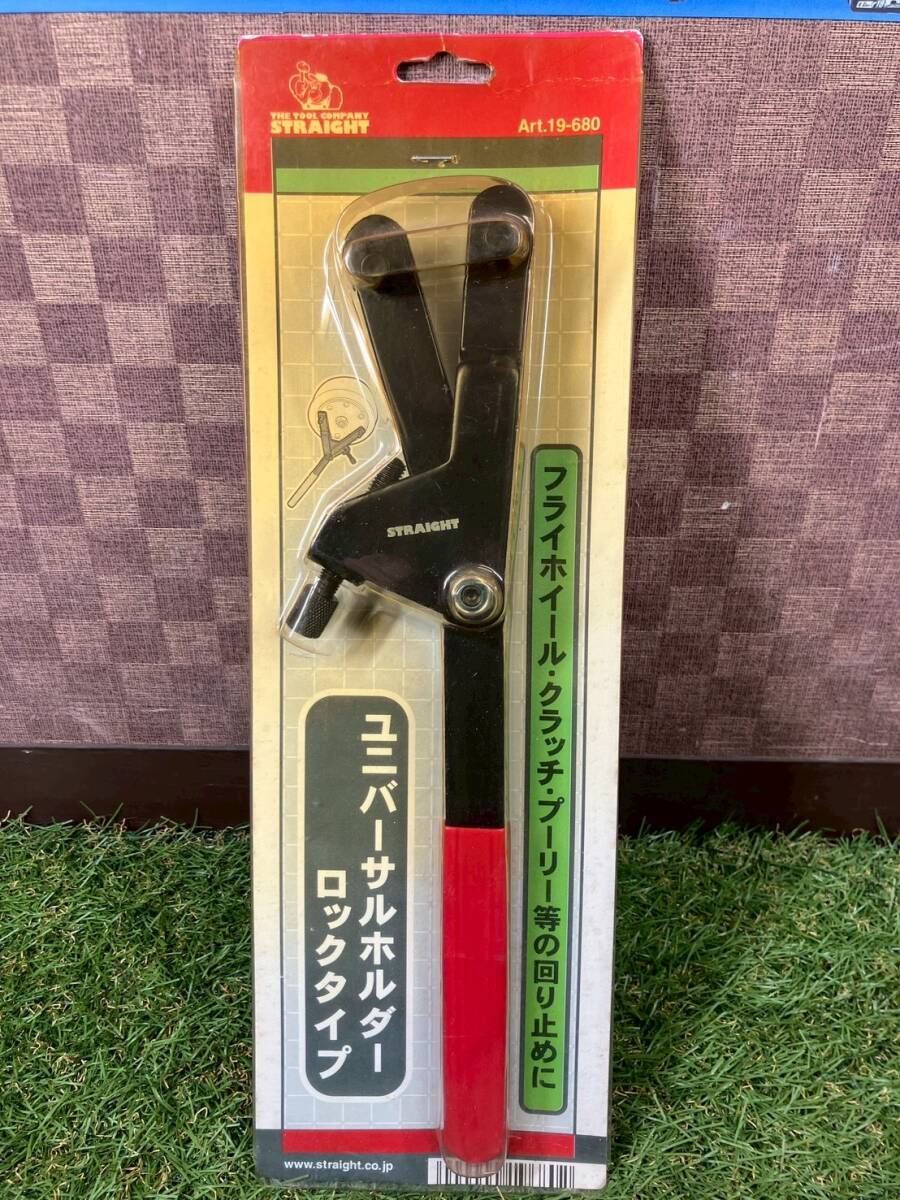 THE TOOL COMPANY
STRAIGHT
Art.19-680
STRAIGHT
フライホイール・クラッチ・プーリー等の回り止めに
ユニバーサルホルダー
ロックタイプ
www.straight.co.jp